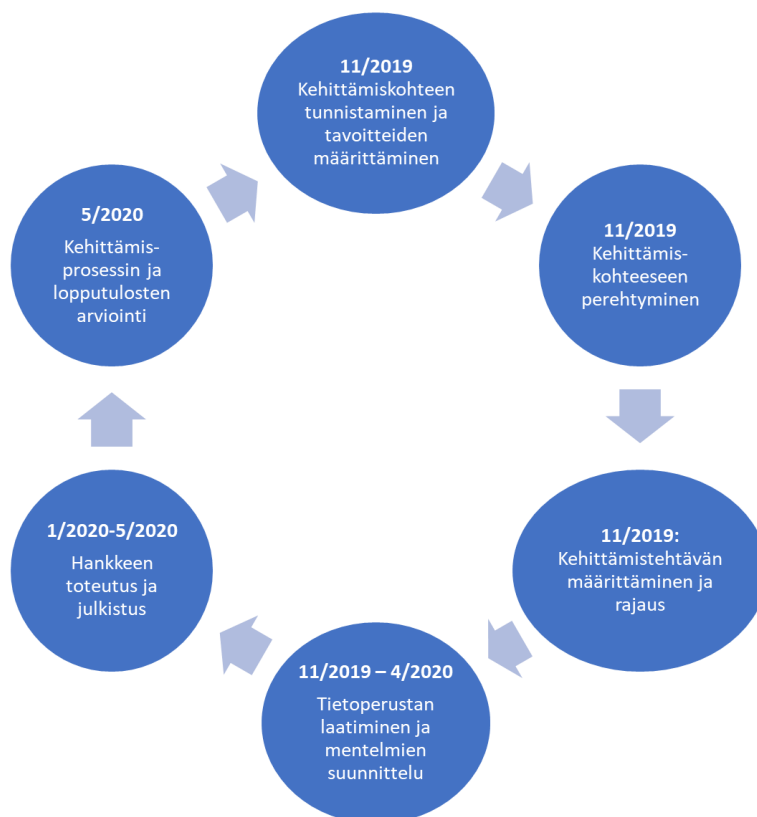 11/2019
Kehittämiskohteen
tunnistaminen ja
tavoitteiden
määrittäminen
11/2019
Kehittämis-
kohteeseen
perehtyminen
11/2019:
Kehittämistehtävän
määrittäminen ja
rajaus
11/2019 – 4/2020
Tietoperustan
laatiminen ja
mentelmien
suunnittelu
1/2020-5/2020
Hankkeen
toteutus ja
julkistus
5/2020
Kehittämis-
prosessin ja
lopputulosten
arviointi